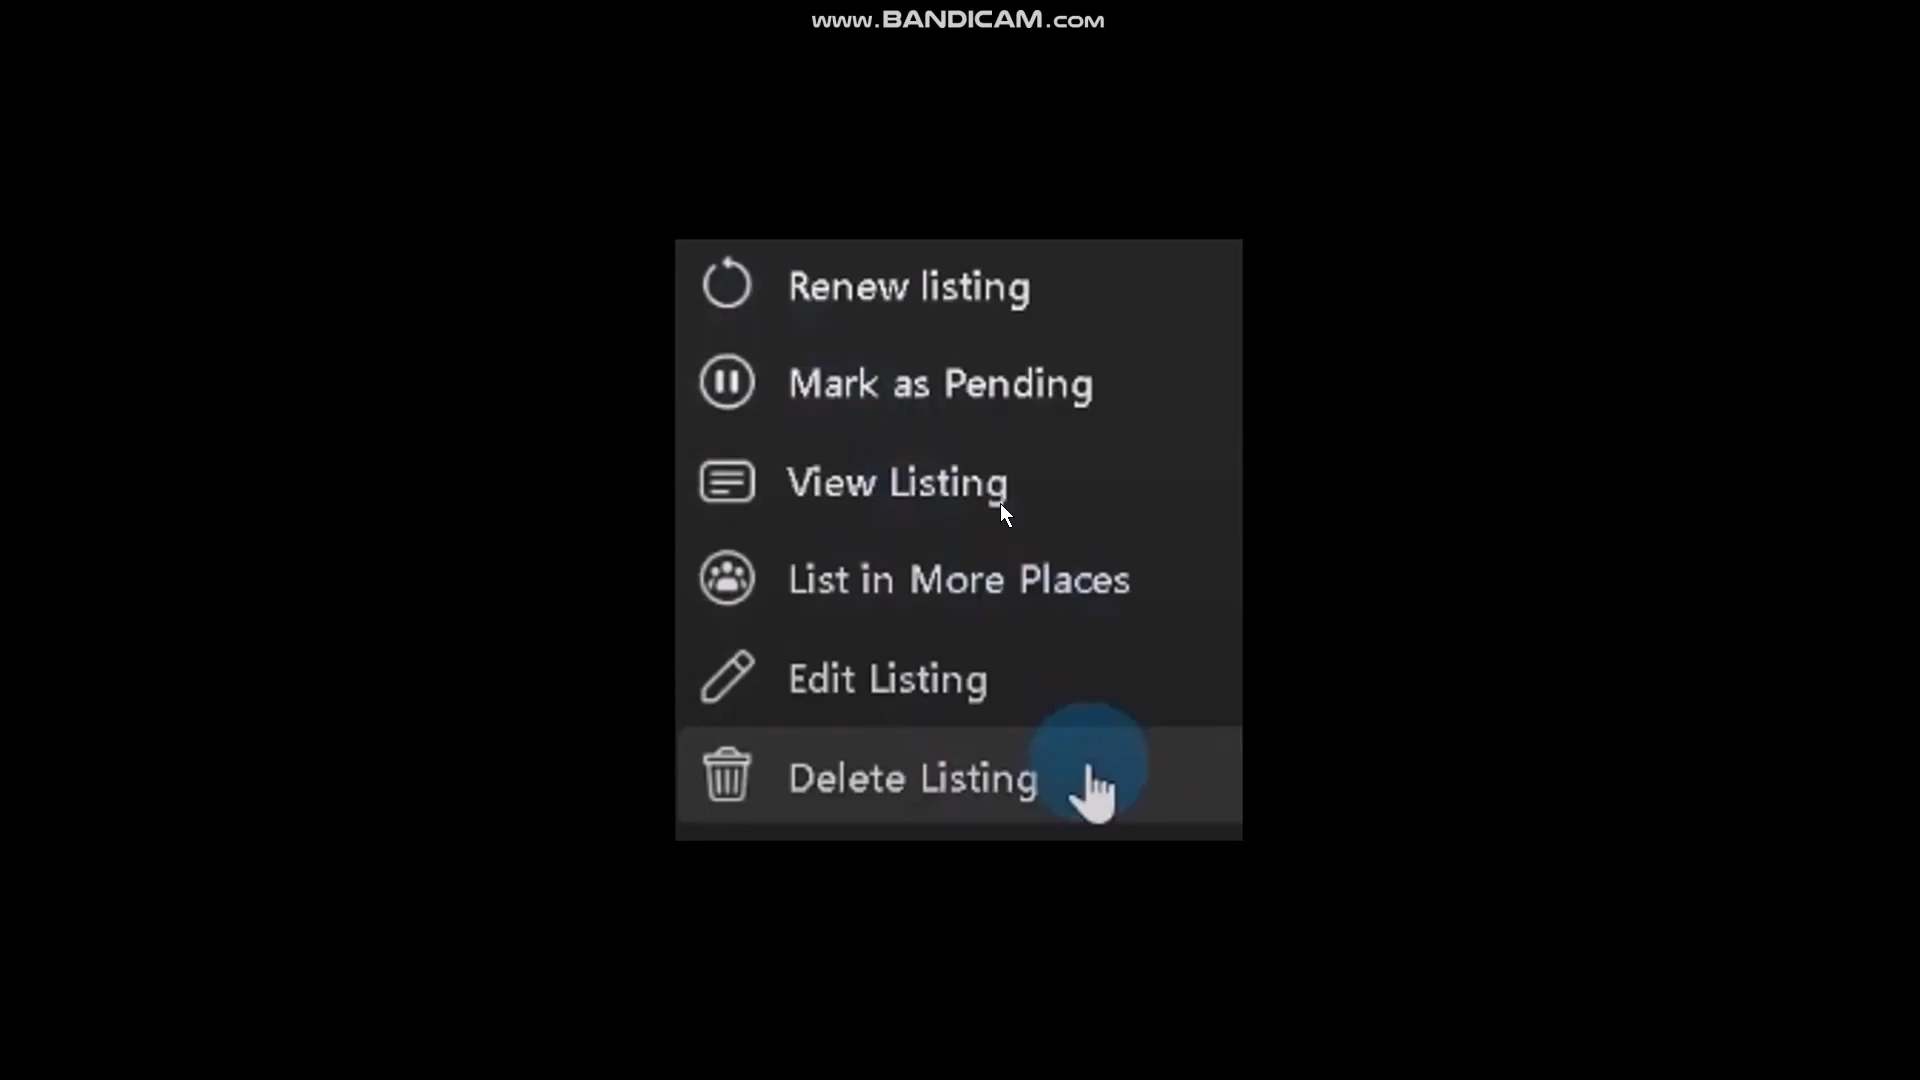 www.BANDICAM.com
Renew listing
Mark as Pending
View Listing
List in More Places
Edit Listing
Delete Listing